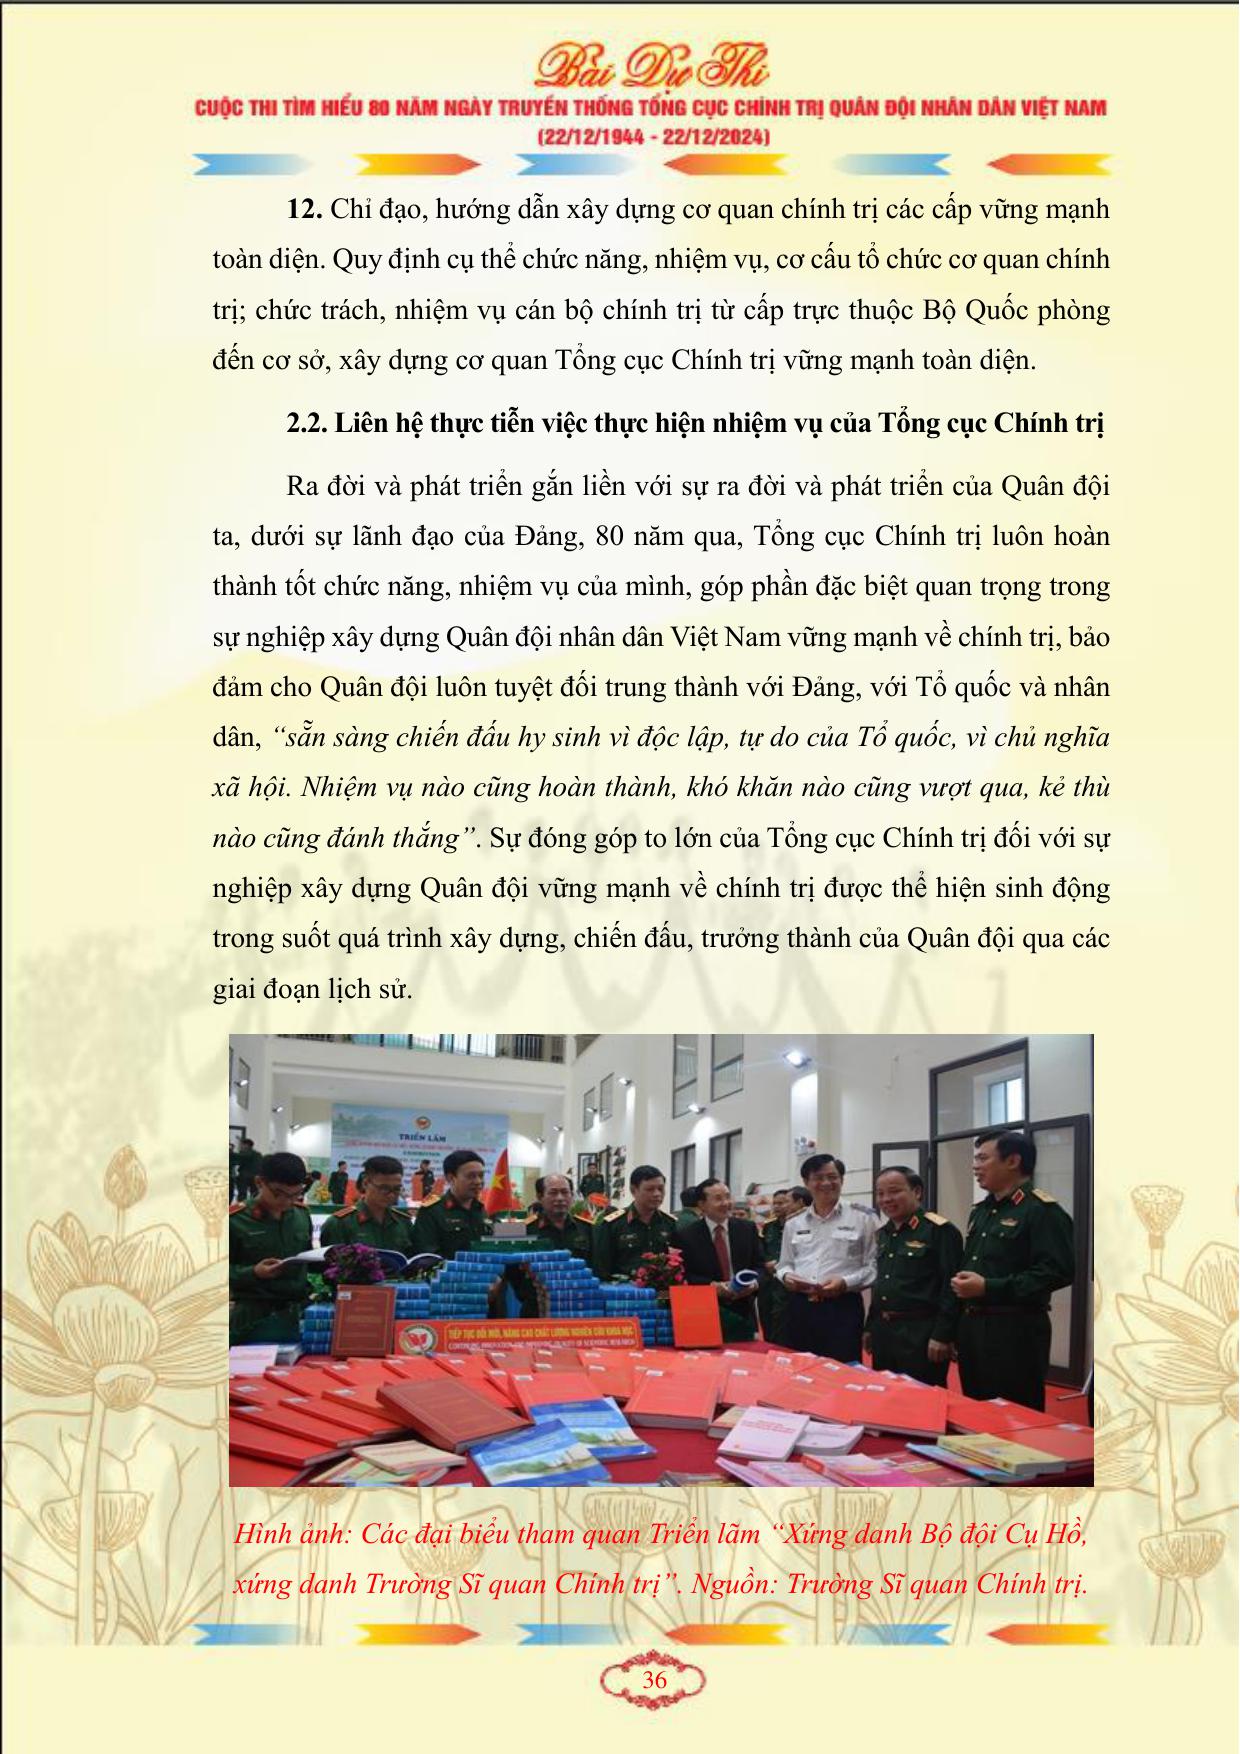 Bài Dự Thi
CUỘC THI TÌM HIỂU 80 NĂM NGÀY TRUYỀN THỐNG TỔNG CỤC CHÍNH TRỊ QUÂN ĐỘI NHÂN DÂN VIỆT NAM
(22/12/1944 - 22/12/2024)
12. Chỉ đạo, hướng dẫn xây dựng cơ quan chính trị các cấp vững mạnh
toàn diện. Quy định cụ thể chức năng, nhiệm vụ, cơ cấu tổ chức cơ quan chính
trị; chức trách, nhiệm vụ cán bộ chính trị từ cấp trực thuộc Bộ Quốc phòng
đến cơ sở, xây dựng cơ quan Tổng cục Chính trị vững mạnh toàn diện.
2.2. Liên hệ thực tiễn việc thực hiện nhiệm vụ của Tổng cục Chính trị
Ra đời và phát triển gắn liền với sự ra đời và phát triển của Quân đội
ta, dưới sự lãnh đạo của Đảng, 80 năm qua, Tổng cục Chính trị luôn hoàn
thành tốt chức năng, nhiệm vụ của mình, góp phần đặc biệt quan trọng trong
sự nghiệp xây dựng Quân đội nhân dân Việt Nam vững mạnh về chính trị, bảo
đảm cho Quân đội luôn tuyệt đối trung thành với Đảng, với Tổ quốc và nhân
dân, “sẵn sàng chiến đấu hy sinh vì độc lập, tự do của Tổ quốc, vì chủ nghĩa
xã hội. Nhiệm vụ nào cũng hoàn thành, khó khăn nào cũng vượt qua, kẻ thù
nào cũng đánh thắng”. Sự đóng góp to lớn của Tổng cục Chính trị đối với sự
nghiệp xây dựng Quân đội vững mạnh về chính trị được thể hiện sinh động
trong suốt quá trình xây dựng, chiến đấu, trưởng thành của Quân đội qua các
giai đoạn lịch sử.
TRIỂN LÃM
EXHIBITION
TIẾP TỤC ĐỔI MỚI, NÂNG CAO CHẤT LƯỢNG NGHIÊN CỨU KHOA HỌC
CONTINUING INNOVATION AND IMPROVING QUALITY OF SCIENTIFIC RESEARCH
Hình ảnh: Các đại biểu tham quan Triển lãm “Xứng danh Bộ đội Cụ Hồ,
xứng danh Trường Sĩ quan Chính trị”. Nguồn: Trường Sĩ quan Chính trị.
36